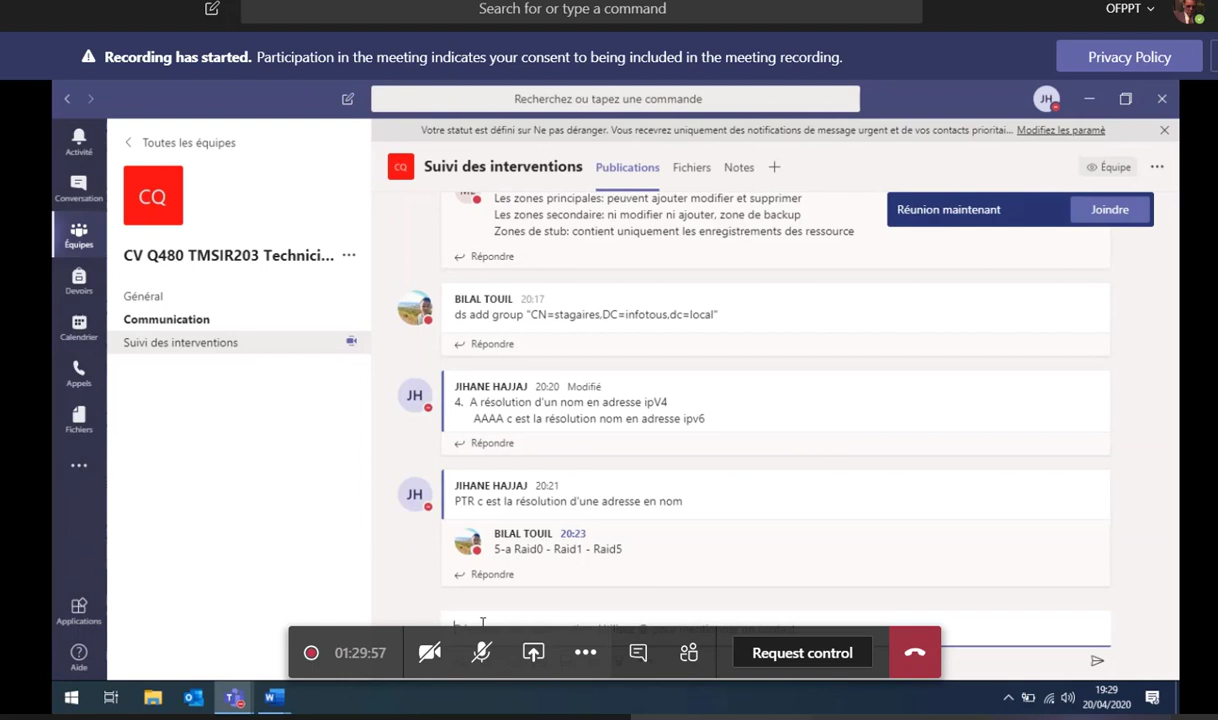 Search for or type a command
OFPPT
Recording has started. Participation in the meeting indicates your consent to being included in the meeting recording.
Privacy Policy
Recherchez ou tapez une commande
JH
Votre statut est défini sur Ne pas déranger. Vous recevrez uniquement des notifications de message urgent et de vos contacts prioritai... Modifiez les paramé
Activité
Conversation
Équipes
Devoirs
Calendrier
Appels
Fichiers
Applications
Aide
Toutes les équipes
CQ
CV Q480 TMSIR203 Technici...
Général
Communication
Suivi des interventions
CQ
Suivi des interventions
Publications
Fichiers
Notes
Équipe
Réunion maintenant
Joindre
Les zones principales: peuvent ajouter modifier et supprimer
Les zones secondaire: ni modifier ni ajouter, zone de backup
Zones de stub: contient uniquement les enregistrements des ressource
Répondre
BILAL TOUIL 20:17
ds add group "CN=stagaires,DC=infotous,dc=local"
Répondre
JH
JIHANE HAJJAJ 20:20 Modifié
4. A résolution d'un nom en adresse ipV4
AAAA c est la résolution nom en adresse ipv6
Répondre
JH
JIHANE HAJJAJ 20:21
PTR c est la résolution d'une adresse en nom
BILAL TOUIL 20:23
5-a Raid0 - Raid1 - Raid5
Répondre
01:29:57
Request control
19:29
20/04/2020